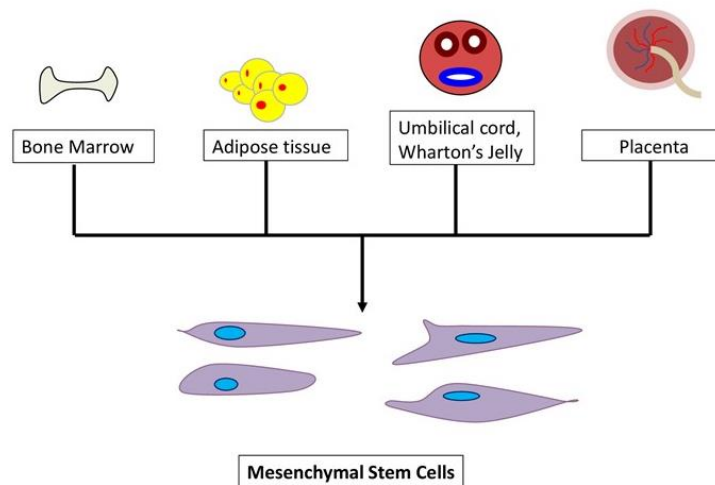 Bone Marrow
Adipose tissue
Umbilical cord,
Wharton's Jelly
Placenta
Mesenchymal Stem Cells